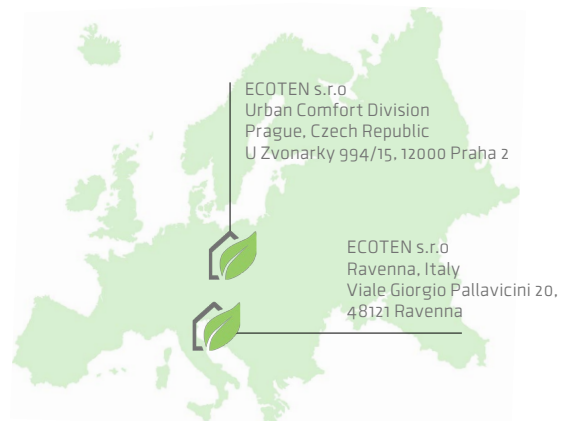 ECOTEN s.r.o
Urban Comfort Division
Prague, Czech Republic
U Zvonarky 994/15, 12000 Praha 2
ECOTEN s.r.o
Ravenna, Italy
Viale Giorgio Pallavicini 20,
48121 Ravenna